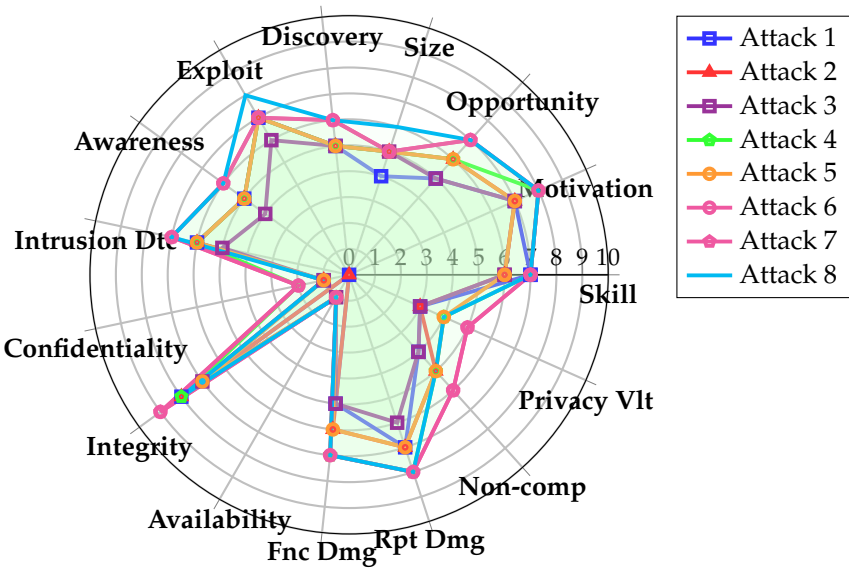 Discovery
Size
Exploit
Opportunity
Awareness
Motivation
Intrusion Dtc
0 1 2 3 4 5 6 7 8 9 10
Skill
Confidentiality
Privacy Vlt
Integrity
Non-comp
Availability
Fnc Dmg
Rpt Dmg
Attack 1
Attack 2
Attack 3
Attack 4
Attack 5
Attack 6
Attack 7
Attack 8